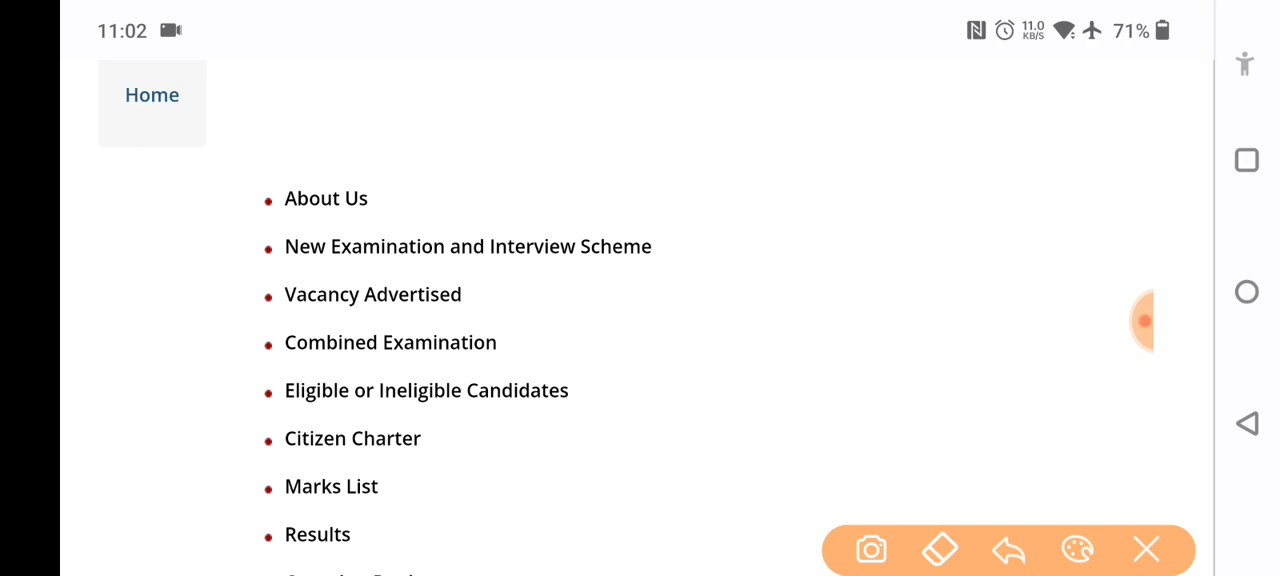 11:02
11.0
KB/S
71%
Home
About Us
New Examination and Interview Scheme
Vacancy Advertised
Combined Examination
Eligible or Ineligible Candidates
Citizen Charter
Marks List
Results